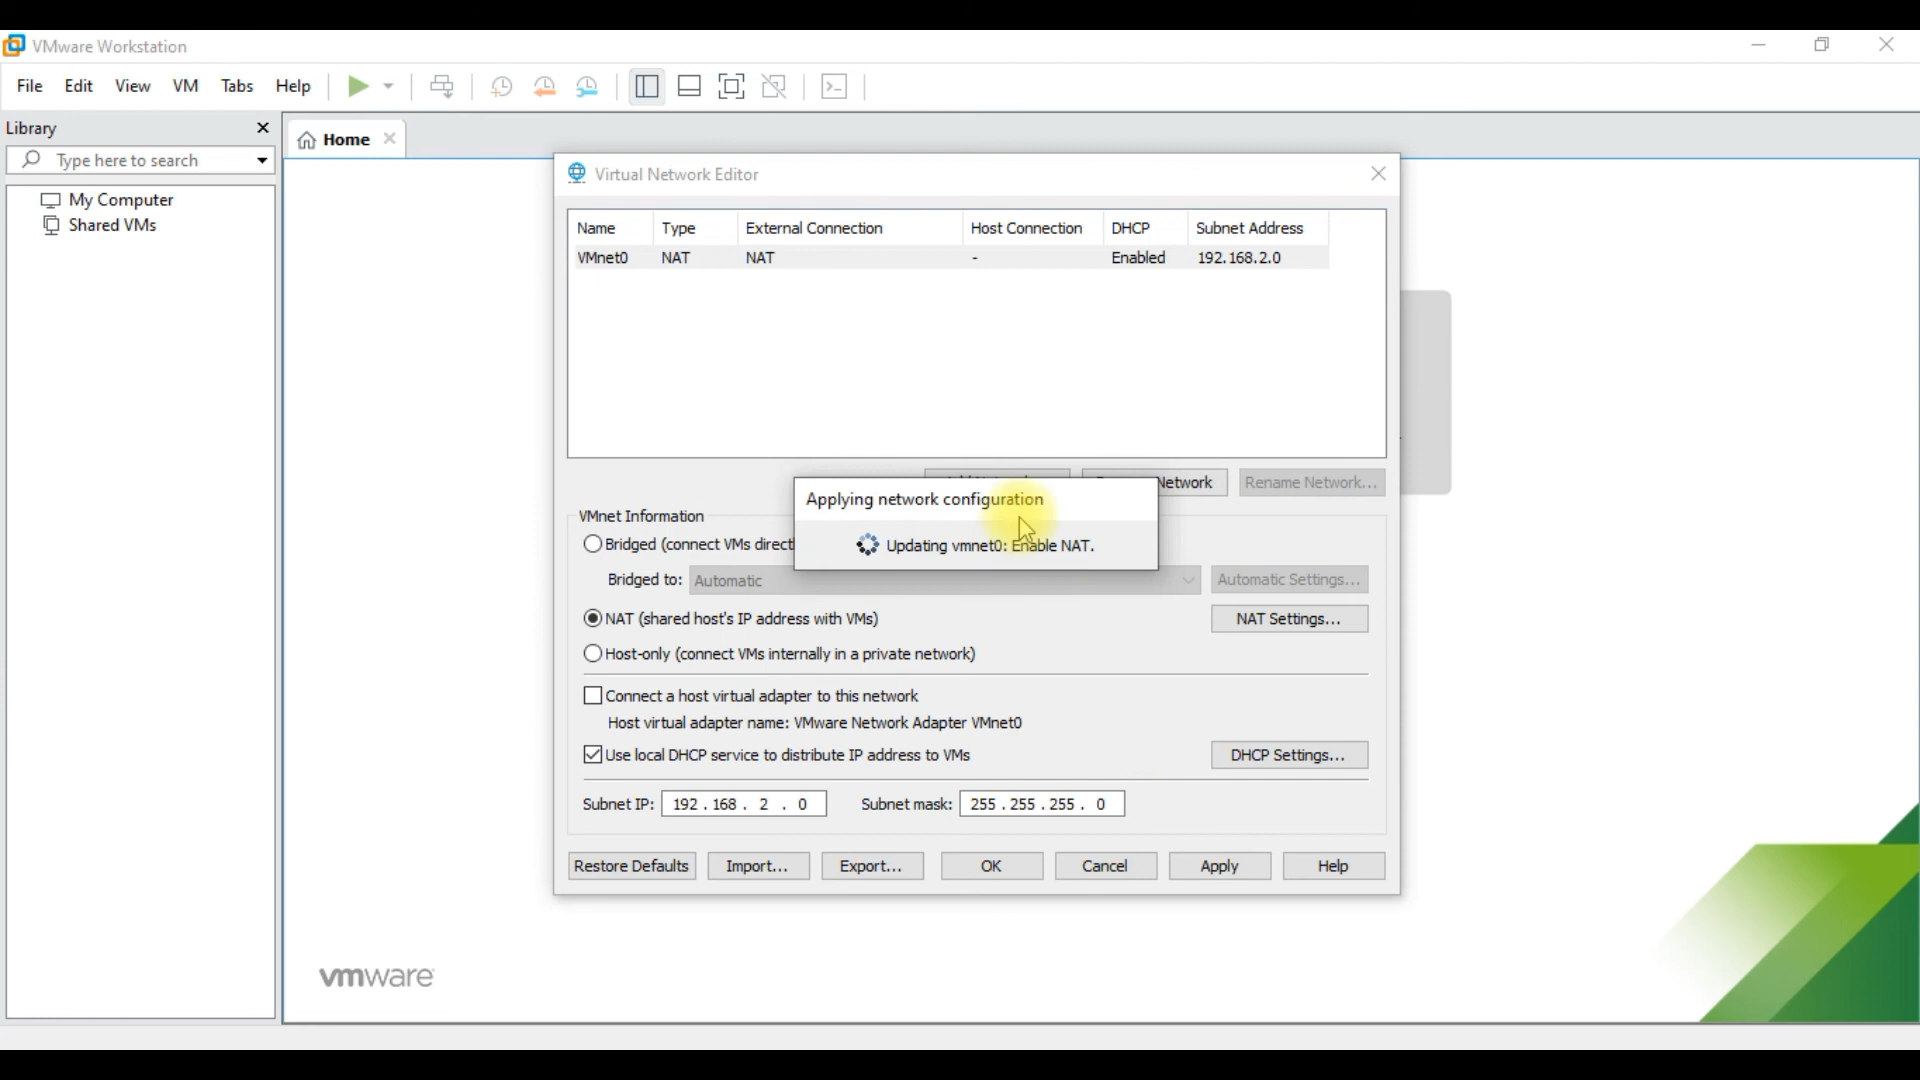 VMware Workstation
File Edit View VM Tabs Help
Library
Home
Type here to search
My Computer
Shared VMs
Virtual Network Editor
Name Type External Connection Host Connection DHCP Subnet Address
VMnet0 NAT NAT - Enabled 192.168.2.0
Network Rename Network...
Applying network configuration
Updating vmnet0: Enable NAT.
VMnet Information
Bridged (connect VMs
Bridged to: Automatic Automatic Settings...
NAT (shared host's IP address with VMs) NAT Settings...
Host-only (connect VMs internally in a private network)
Connect a host virtual adapter to this network
Host virtual adapter name: VMware Network Adapter VMnet0
Use local DHCP service to distribute IP address to VMs DHCP Settings...
Subnet IP: 192 . 168 . 2 . 0 Subnet mask: 255 . 255 . 255 . 0
Restore Defaults Import... Export... OK Cancel Apply Help
vmware